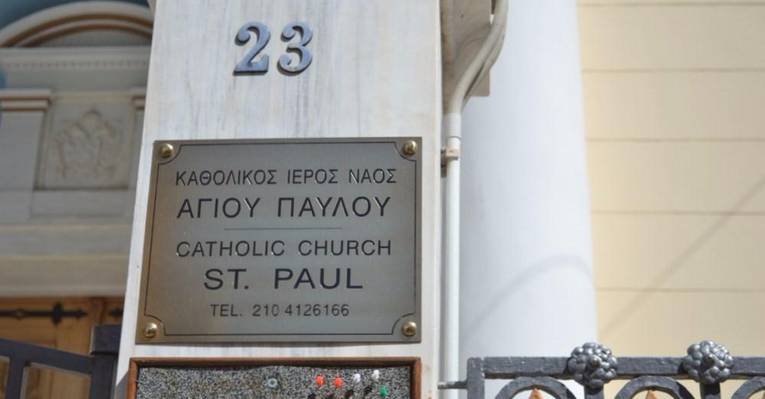 23
ΚΑΘΟΛΙΚΟΣ ΙΕΡΟΣ ΝΑΟΣ
ΑΓΙΟΥ ΠΑΥΛΟΥ
CATHOLIC CHURCH
ST. PAUL
TEL. 210 4126166